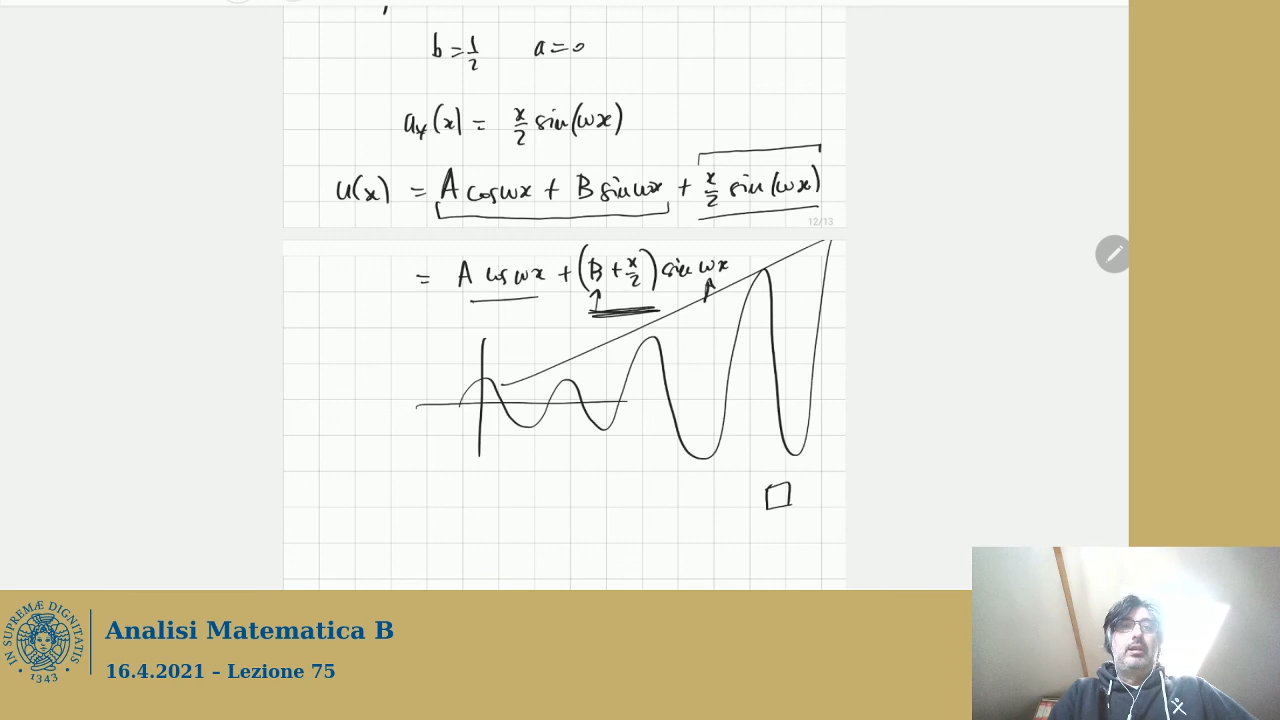 b = 1/2 a = 0
a_*(x) = x/2 sin(ωx)
u(x) = A cos ωx + B sin ωx + x/2 sin(ωx)
12/13
= A cos ωx + (B + x/2) sin ωx
IN SUPREMÆ DIGNITATIS
1343
Analisi Matematica B
16.4.2021 – Lezione 75